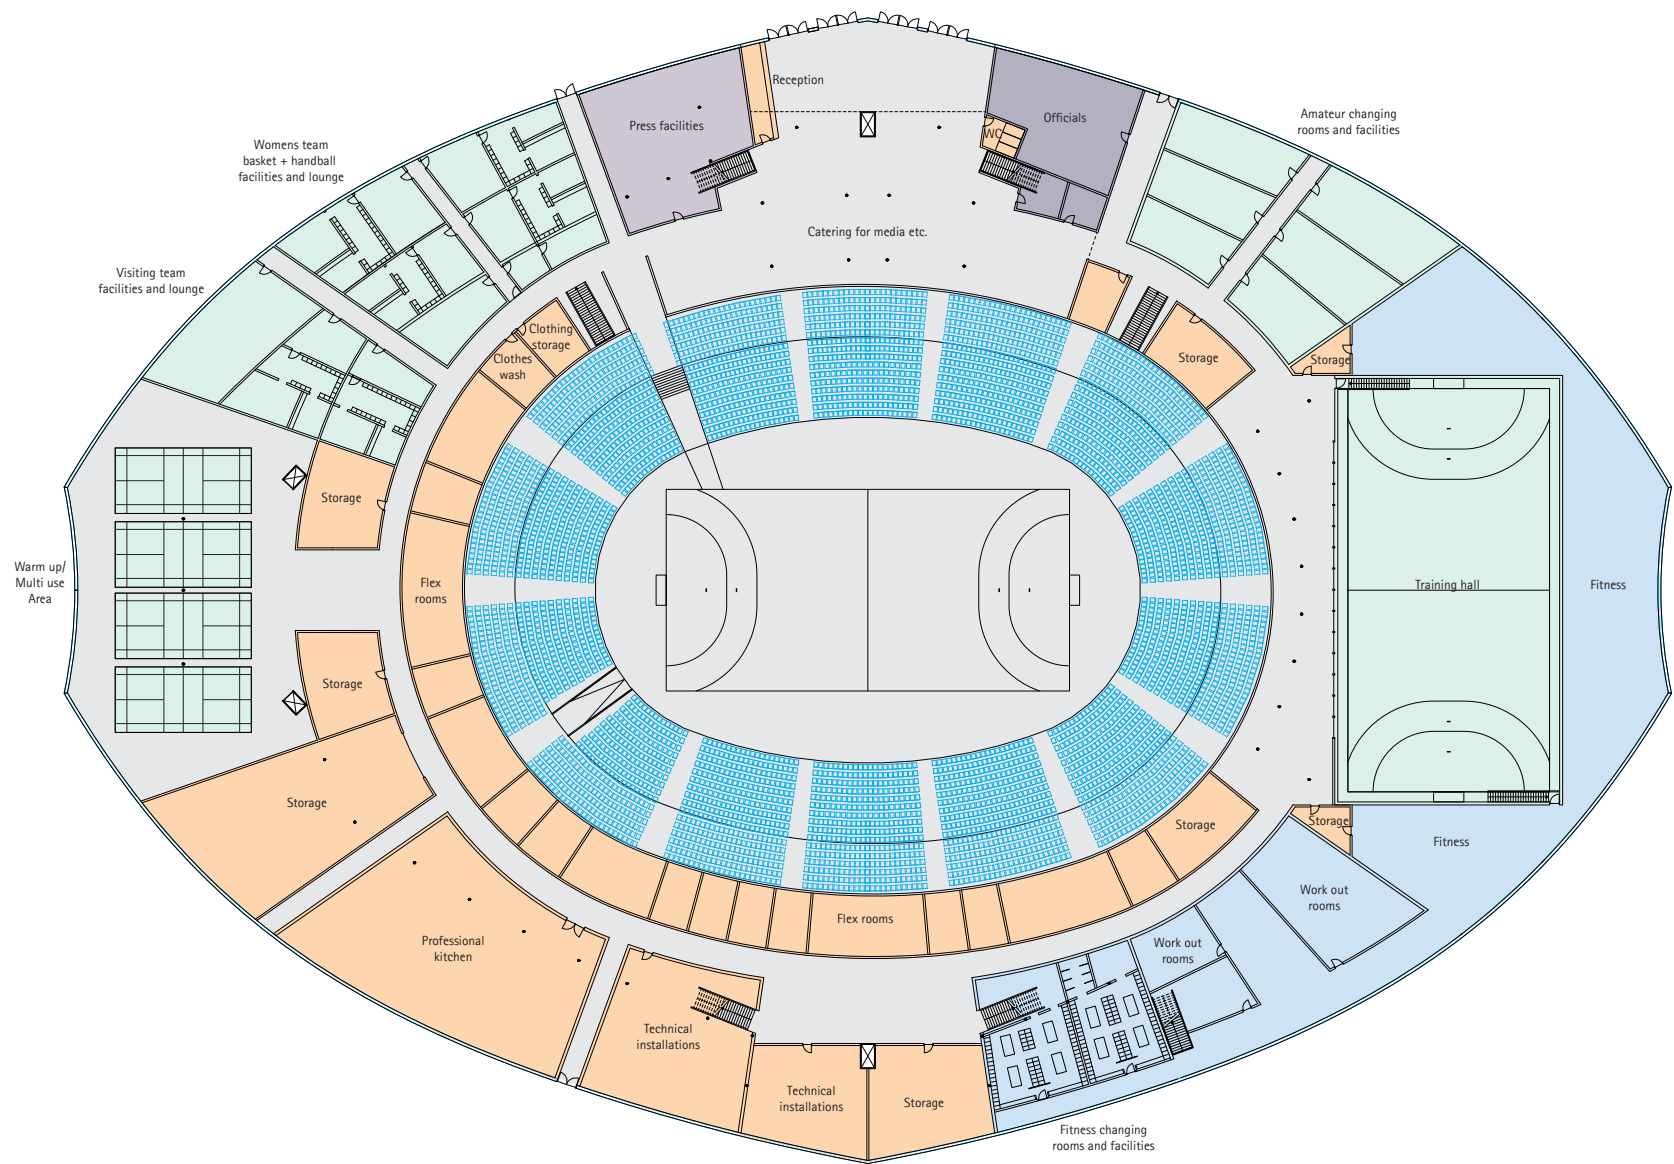 Reception
Press facilities
Officials
WC
Amateur changing
rooms and facilities
Womens team
basket + handball
facilities and lounge
Catering for media etc.
Visiting team
facilities and lounge
Clothing
storage
Clothes
wash
Storage
Storage
Storage
Warm up/
Multi use
Area
Flex
rooms
Training hall
Fitness
Storage
Storage
Storage
Storage
Fitness
Work out
rooms
Flex rooms
Professional
kitchen
Work out
rooms
Technical
installations
Technical
installations
Storage
Fitness changing
rooms and facilities